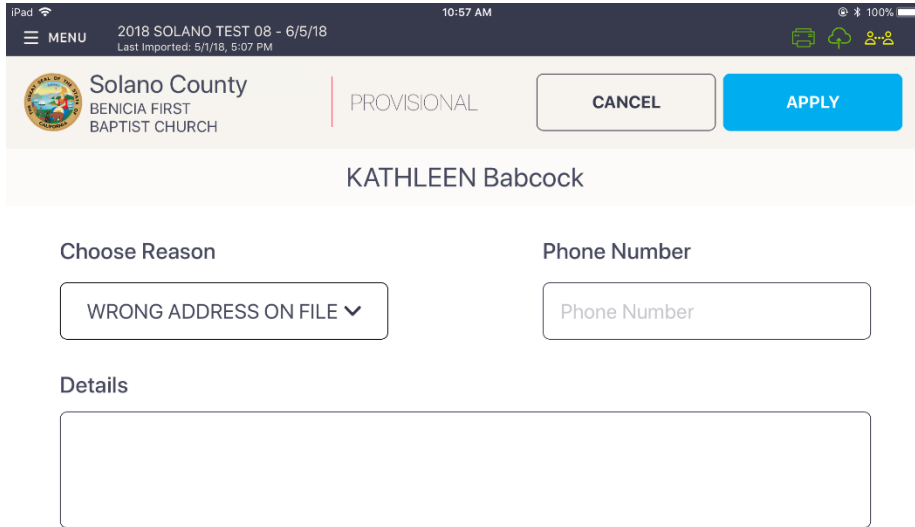 iPad 10:57 AM 100%
MENU 2018 SOLANO TEST 08 - 6/5/18
Last Imported: 5/1/18, 5:07 PM
Solano County
BENICIA FIRST
BAPTIST CHURCH
PROVISIONAL
CANCEL
APPLY
KATHLEEN Babcock
Choose Reason
WRONG ADDRESS ON FILE
Phone Number
Phone Number
Details